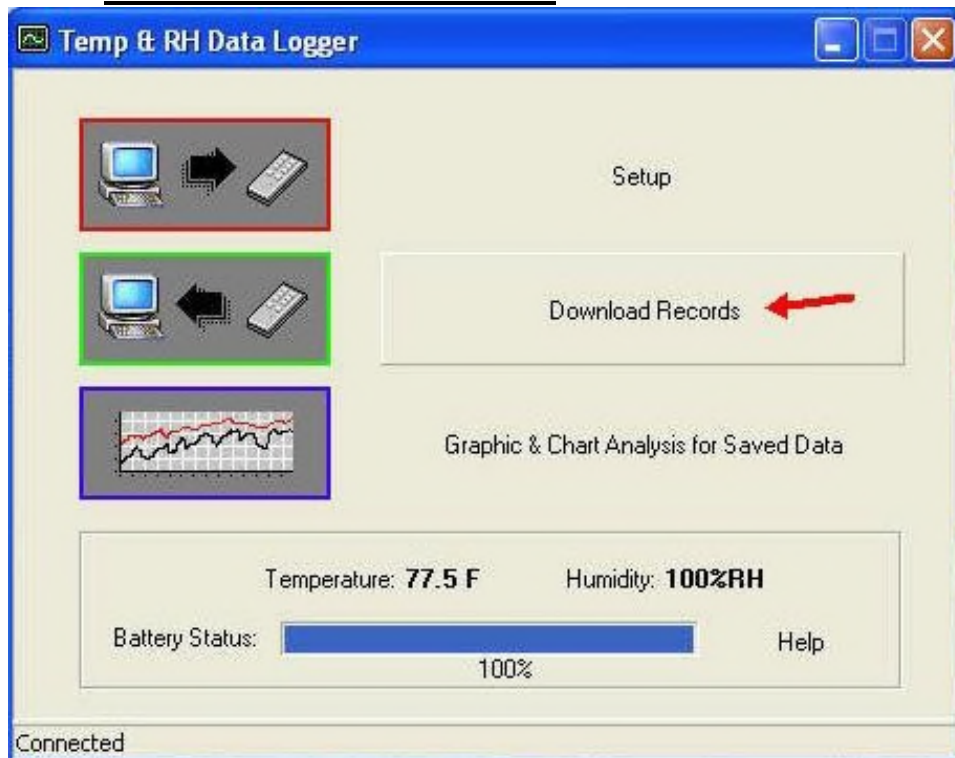 Temp & RH Data Logger
Setup
Download Records
Graphic & Chart Analysis for Saved Data
Temperature: 77.5 F Humidity: 100%RH
Battery Status: Help
100%
Connected